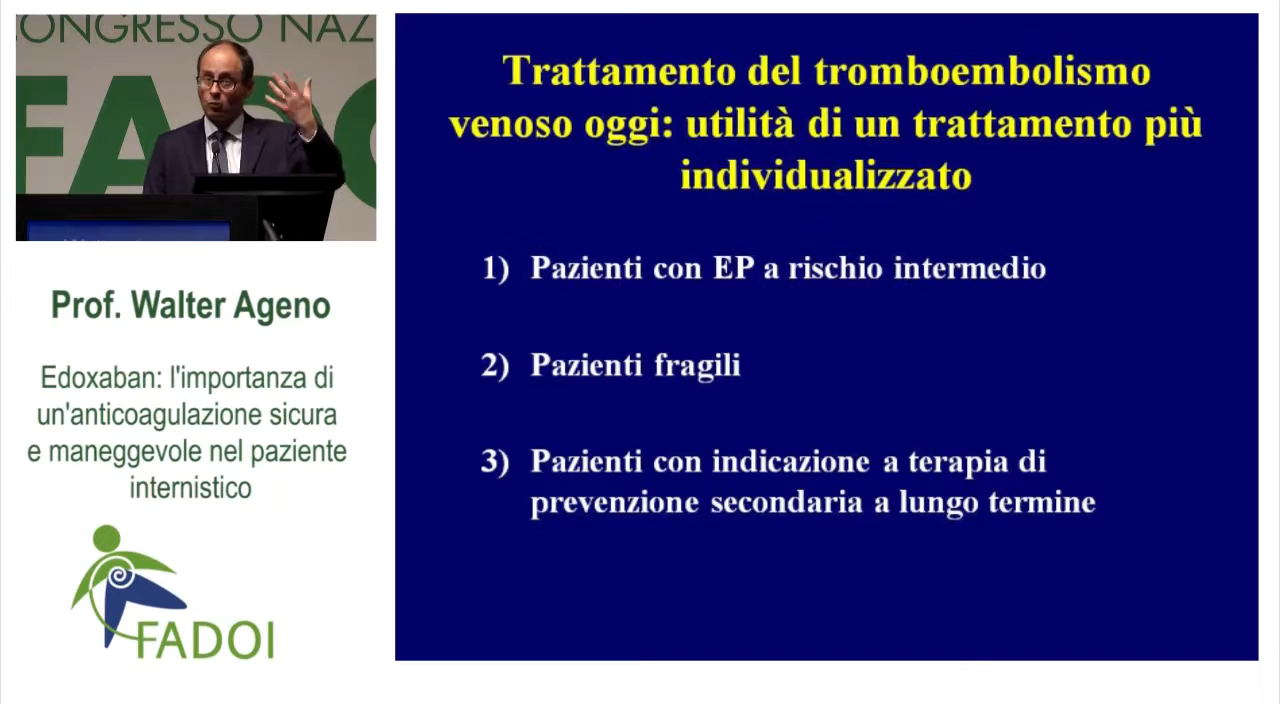 ONGRESSO NAZ
FADO
Prof. Walter Ageno
Edoxaban: l'importanza di
un'anticoagulazione sicura
e maneggevole nel paziente
internistico
FADOI
Trattamento del tromboembolismo
venoso oggi: utilità di un trattamento più
individualizzato
1) Pazienti con EP a rischio intermedio
2) Pazienti fragili
3) Pazienti con indicazione a terapia di
prevenzione secondaria a lungo termine